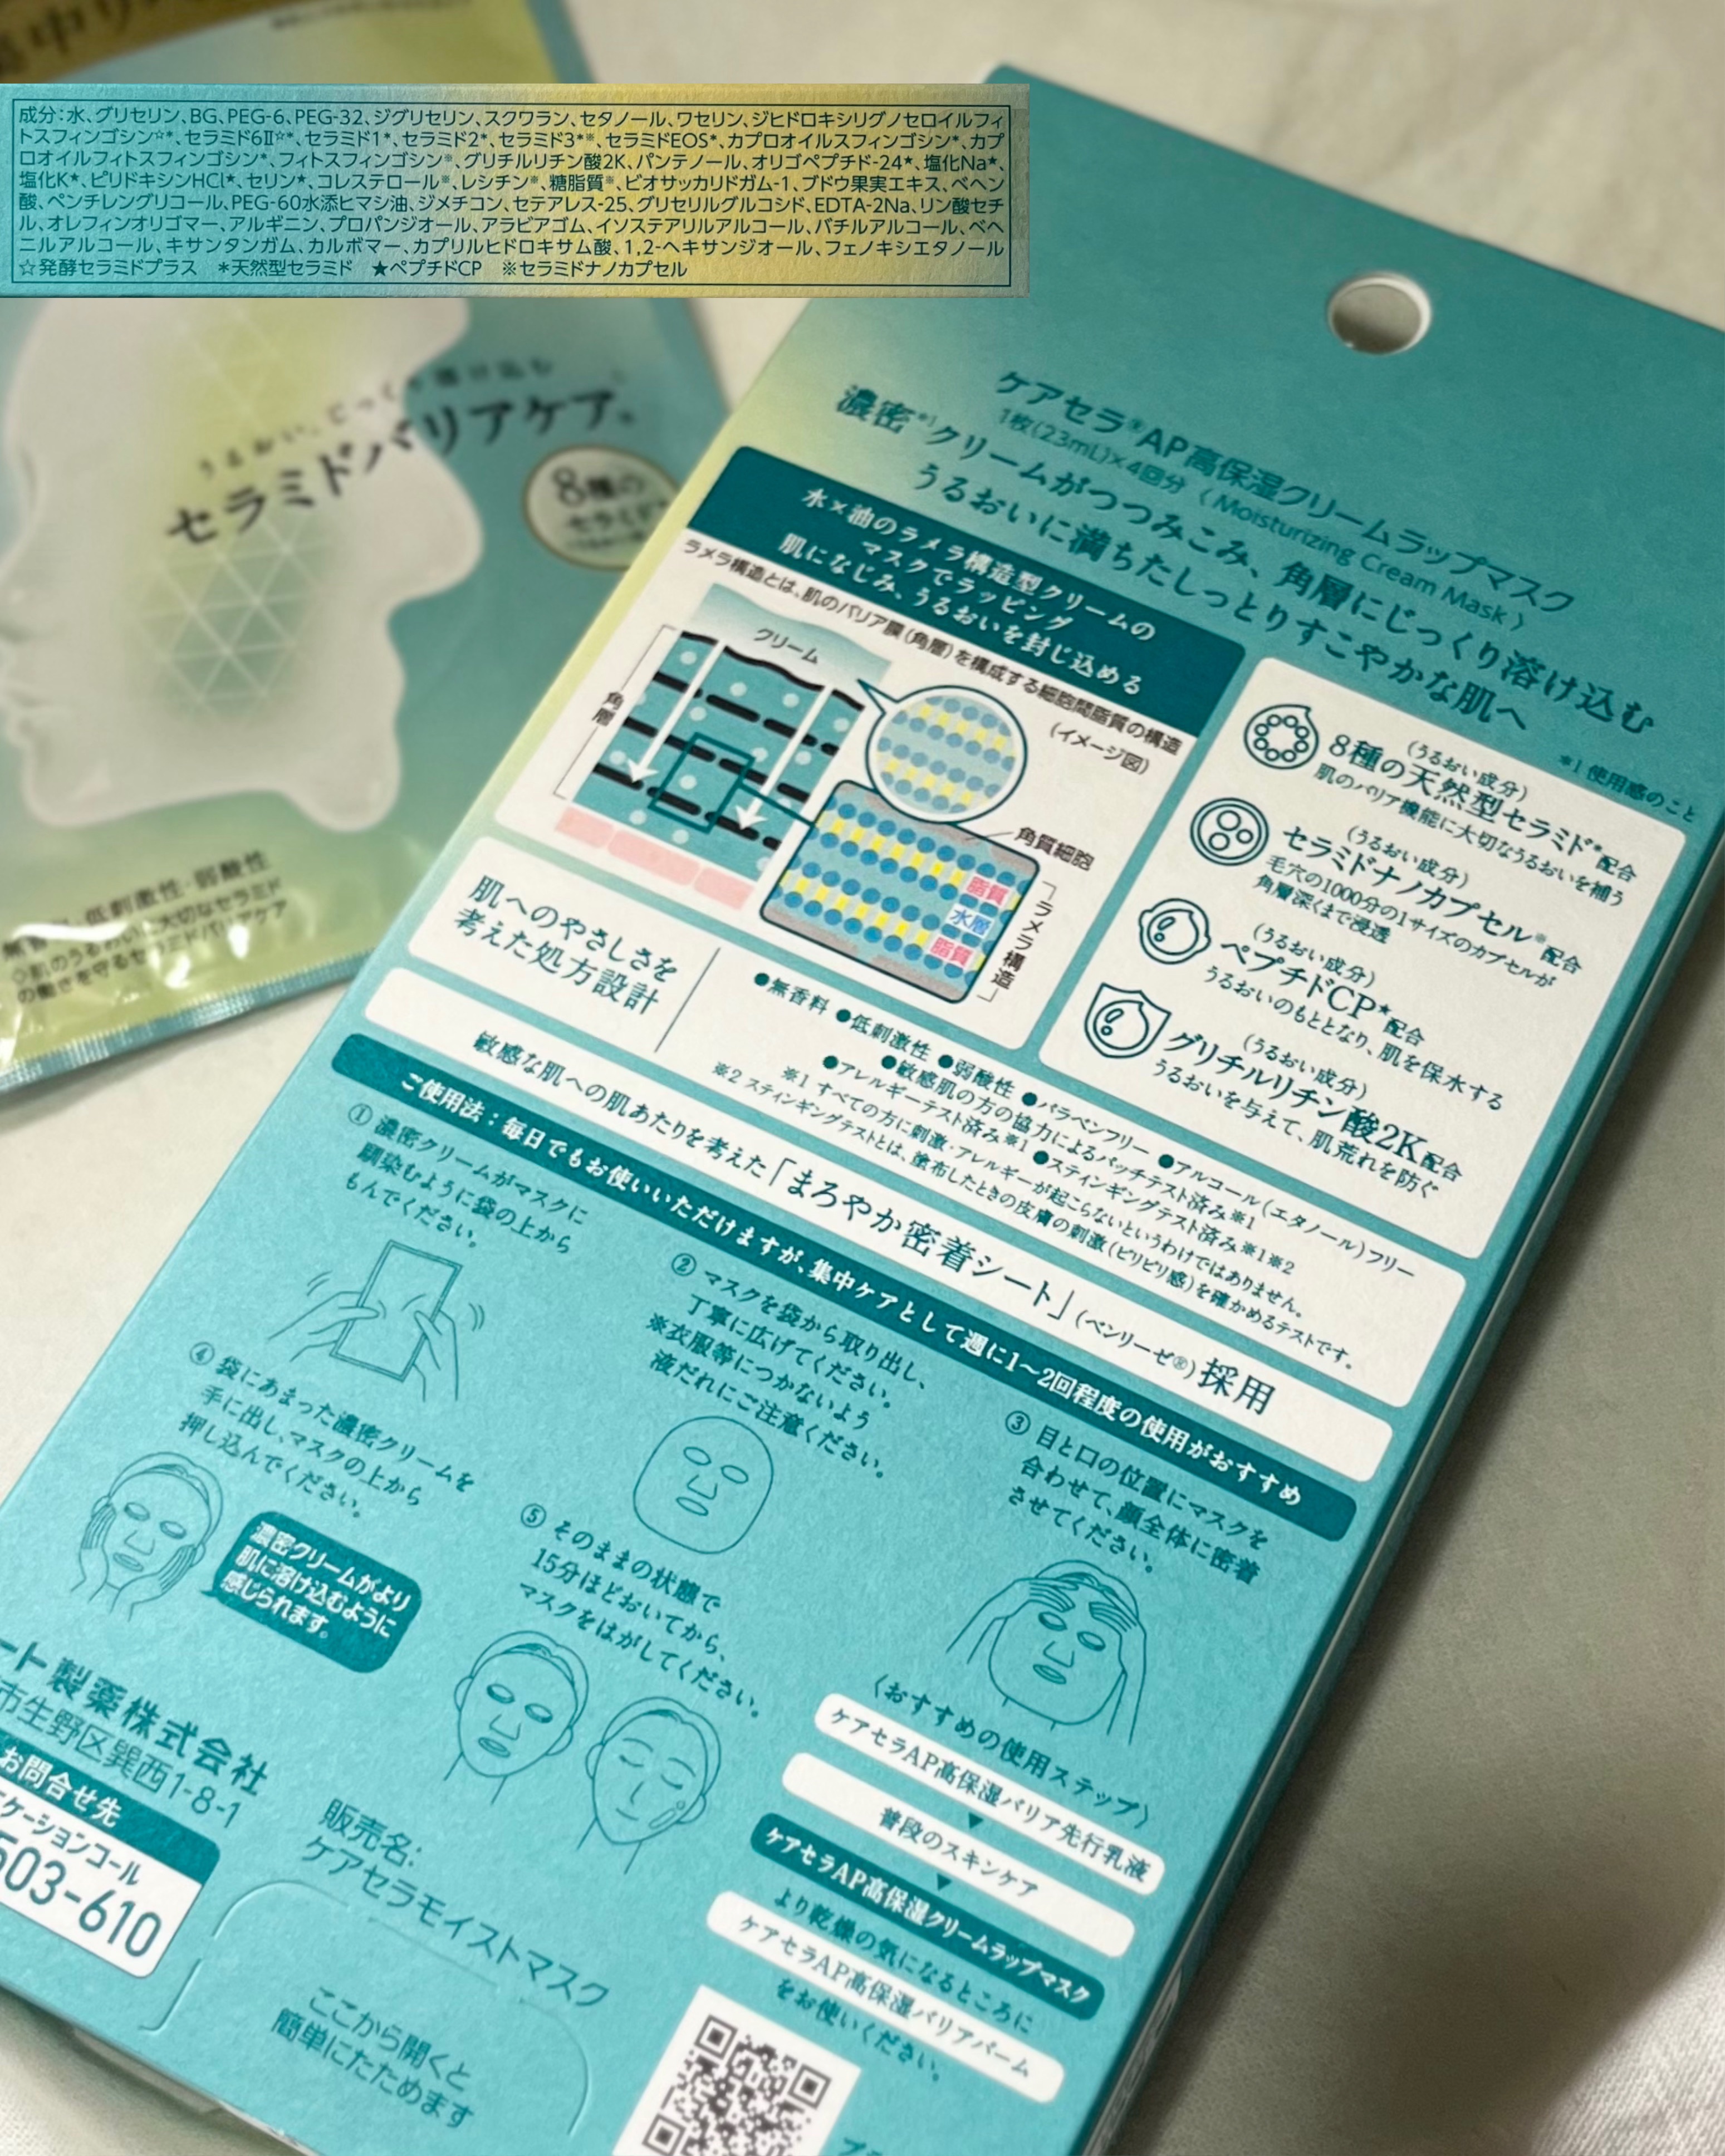 成分:水、グリセリン、BG、PEG-6、PEG-32、ジグリセリン、スクワラン、セタノール、ワセリン、ジヒドロキシリグノセロイルフィ
トスフィンゴシン☆*、セラミド6Ⅱ☆*、セラミド1*、セラミド2*、セラミド3*※、セラミドEOS*、カプロオイルスフィンゴシン*、カプ
ロオイルフィトスフィンゴシン*、フィトスフィンゴシン※、グリチルリチン酸2K、パンテノール、オリゴペプチド-24★、塩化Na★、
塩化K★、ピリドキシンHCl★、セリン★、コレステロール※、レシチン※、糖脂質※、ビオサッカリドガム-1、ブドウ果実エキス、ベヘン
酸、ペンチレングリコール、PEG-60水添ヒマシ油、ジメチコン、セテアレス-25、グリセリルグルコシド、EDTA-2Na、リン酸セチ
ル、オレフィンオリゴマー、アルギニン、プロパンジオール、アラビアゴム、イソステアリルアルコール、バチルアルコール、ベヘ
ニルアルコール、キサンタンガム、カルボマー、カプリルヒドロキサム酸、1,2-ヘキサンジオール、フェノキシエタノール
☆発酵セラミドプラス *天然型セラミド ★ペプチドCP ※セラミドナノカプセル
うるおい、じっくり溶け込む
セラミドバリアケア
8種の
低刺激性・弱酸性
◇肌のうるおいに大切なセラミド
の働きを守るセラミドバリアケア
ケアセラ®AP高保湿クリームラップマスク
1枚(23mL)×4回分〈Moisturizing Cream Mask〉
濃密*1クリームがつつみこみ、角層にじっくり溶け込む
うるおいに満ちたしっとりすこやかな肌へ
*1 使用感のこと
水×油のラメラ構造型クリームの
マスクでラッピング
肌になじみ、うるおいを封じ込める
ラメラ構造とは、肌のバリア膜(角層)を構成する細胞間脂質の構造
(イメージ図)
クリーム
角層
角質細胞
脂質
水層
脂質
ラメラ構造
(うるおい成分)
8種の天然型セラミド*配合
肌のバリア機能に大切なうるおいを補う
(うるおい成分)
セラミドナノカプセル※配合
毛穴の1000分の1サイズのカプセルが
角層深くまで浸透
(うるおい成分)
ペプチドCP★配合
うるおいのもととなり、肌を保水する
(うるおい成分)
グリチルリチン酸2K配合
うるおいを与えて、肌荒れを防ぐ
肌へのやさしさを
考えた処方設計
●無香料 ●低刺激性 ●弱酸性 ●パラベンフリー ●アルコール(エタノール)フリー
●敏感肌の方の協力によるパッチテスト済み※1
●アレルギーテスト済み※1 ●スティンギングテスト済み※1※2
※1 すべての方に刺激・アレルギーが起こらないというわけではありません。
※2 スティンギングテストとは、塗布したときの皮膚の刺激(ピリピリ感)を確かめるテストです。
敏感な肌への肌あたりを考えた「まろやか密着シート」(ベンリーゼ®)採用
ご使用法:毎日でもお使いいただけますが、集中ケアとして週に1〜2回程度の使用がおすすめ
① 濃密クリームがマスクに
馴染むように袋の上から
もんでください。
② マスクを袋から取り出し、
丁寧に広げてください。
※衣服等につかないよう
液だれにご注意ください。
③ 目と口の位置にマスクを
合わせて、顔全体に密着
させてください。
④ 袋にあまった濃密クリームを
手に出し、マスクの上から
押し込んでください。
濃密クリームがより
肌に溶け込むように
感じられます。
⑤ そのままの状態で
15分ほどおいてから、
マスクをはがしてください。
〈おすすめの使用ステップ〉
ケアセラAP高保湿バリア先行乳液
▼
普段のスキンケア
▼
ケアセラAP高保湿クリームラップマスク
より乾燥の気になるところに
ケアセラAP高保湿バリアバーム
をお使いください。
ート製薬株式会社
市生野区巽西1-8-1
お問合せ先
ケーションコール
503-610
販売名:
ケアセラモイストマスク
ここから開くと
簡単にたためます